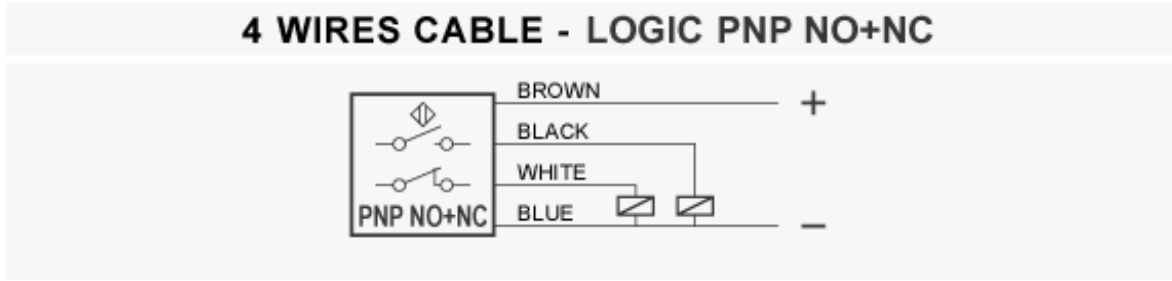 4 WIRES CABLE - LOGIC PNP NO+NC
BROWN
+
BLACK
WHITE
BLUE
−
PNP NO+NC